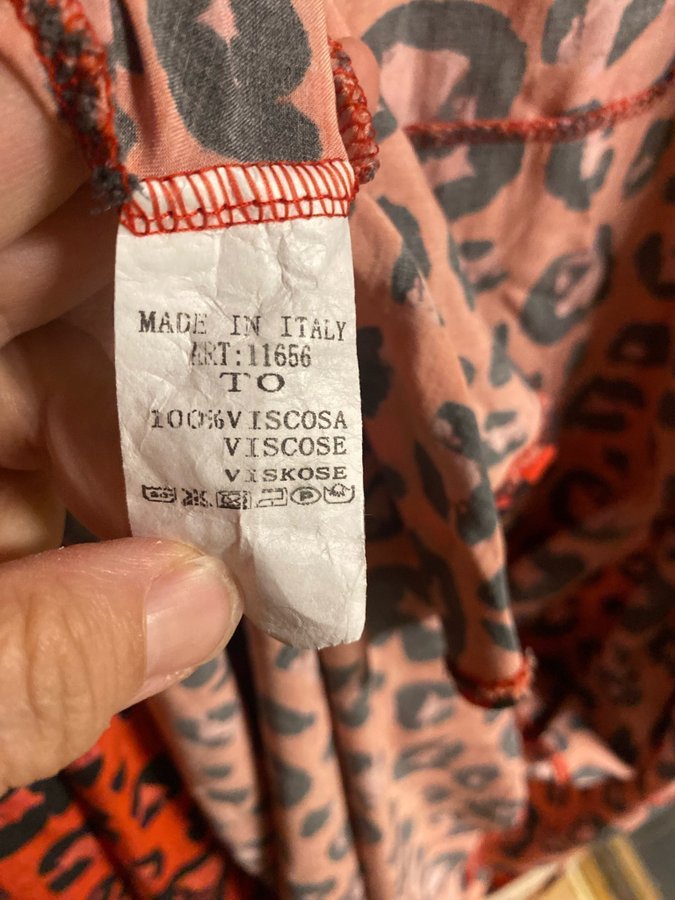 MADE IN ITALY
ART:11656
TO
100%VISCOSA
VISCOSE
VISKOSE